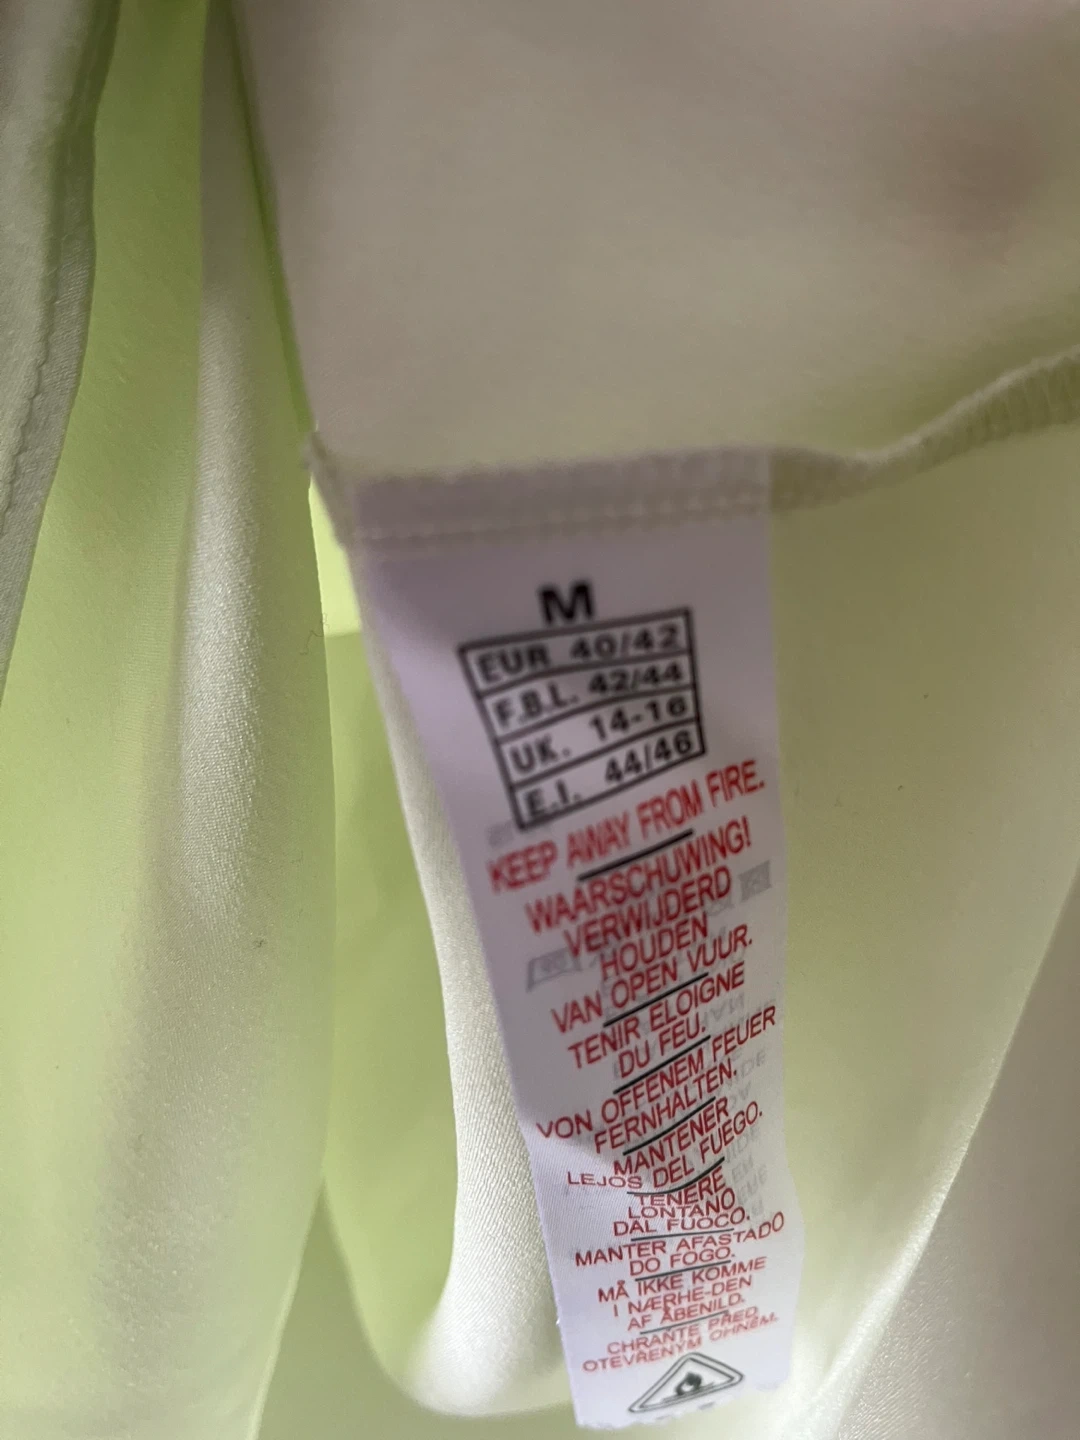 M
EUR 40/42
F.B.L. 42/44
UK. 14-16
E.I. 44/46
KEEP AWAY FROM FIRE.
WAARSCHUWING!
VERWIJDERD
HOUDEN
VAN OPEN VUUR.
TENIR ELOIGNE
DU FEU.
VON OFFENEM FEUER
FERNHALTEN.
MANTENER
LEJOS DEL FUEGO.
TENERE
LONTANO
DAL FUOCO.
MANTER AFASTADO
DO FOGO.
MÅ IKKE KOMME
I NÆRHE-DEN
AF ÅBENILD.
CHRANTE PŘED
OTEVŘENÝM OHNĚM.